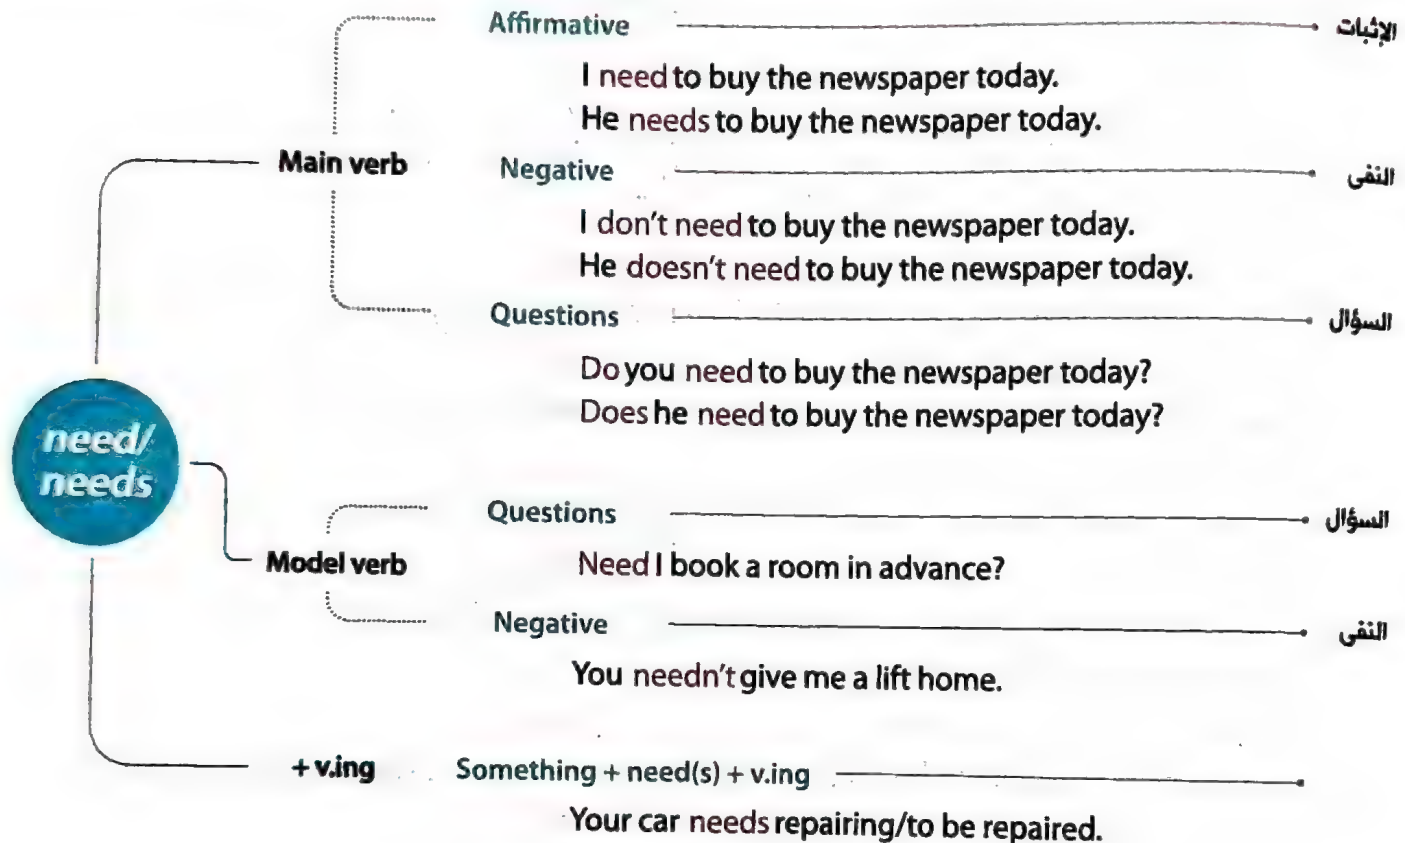 Affirmative الإثبات
I need to buy the newspaper today.
He needs to buy the newspaper today.
Main verb
Negative النفى
I don't need to buy the newspaper today.
He doesn't need to buy the newspaper today.
Questions السؤال
Do you need to buy the newspaper today?
Does he need to buy the newspaper today?
need/
needs
Questions السؤال
Model verb
Need I book a room in advance?
Negative النفى
You needn't give me a lift home.
+ v.ing Something + need(s) + v.ing
Your car needs repairing/to be repaired.